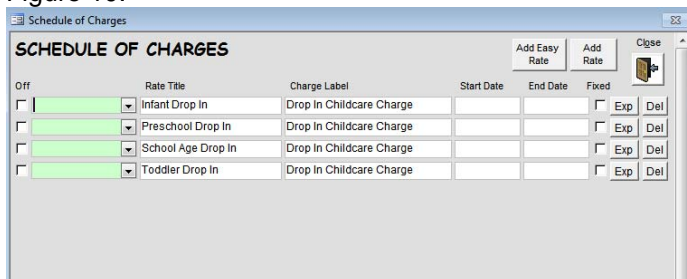 Schedule of Charges
SCHEDULE OF CHARGES
Add Easy Rate
Add Rate
Close
Off Rate Title Charge Label Start Date End Date Fixed
Infant Drop In Drop In Childcare Charge Exp Del
Preschool Drop In Drop In Childcare Charge Exp Del
School Age Drop In Drop In Childcare Charge Exp Del
Toddler Drop In Drop In Childcare Charge Exp Del